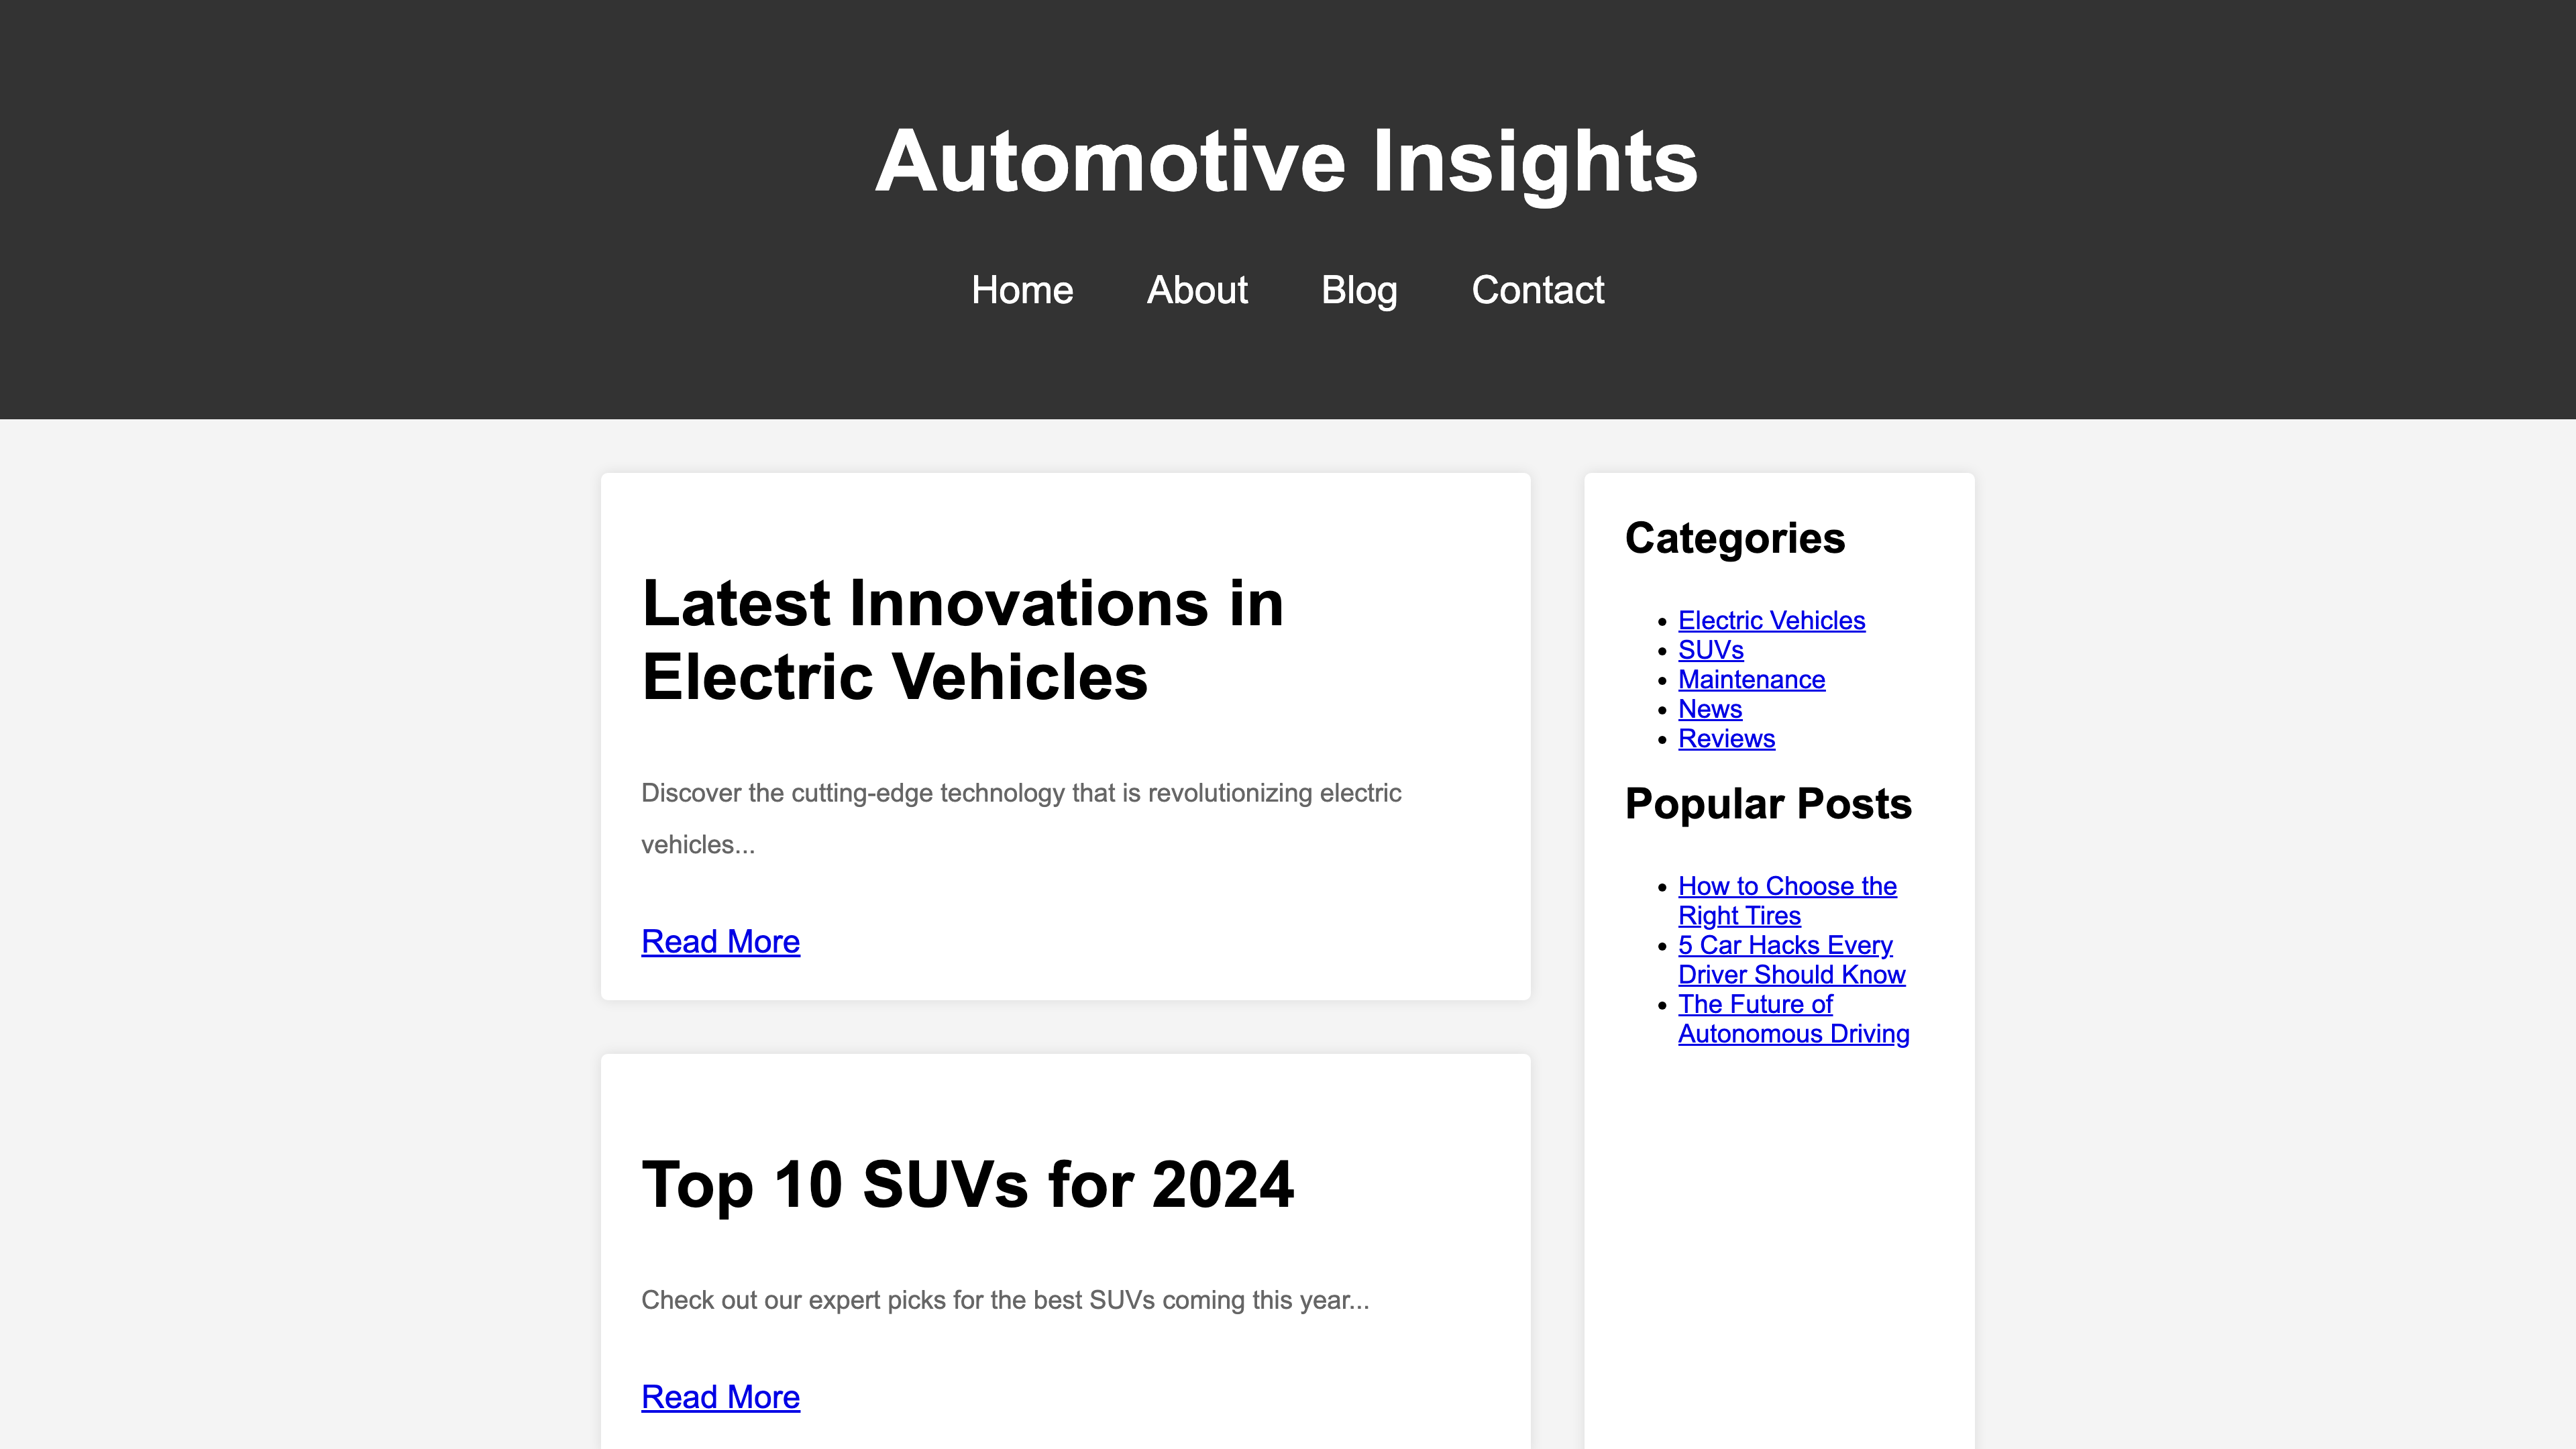 Automotive Insights
Home About Blog Contact
Latest Innovations in
Electric Vehicles
Discover the cutting-edge technology that is revolutionizing electric
vehicles...
Read More
Top 10 SUVs for 2024
Check out our expert picks for the best SUVs coming this year...
Read More
Categories
Electric Vehicles
SUVs
Maintenance
News
Reviews
Popular Posts
How to Choose the
Right Tires
5 Car Hacks Every
Driver Should Know
The Future of
Autonomous Driving